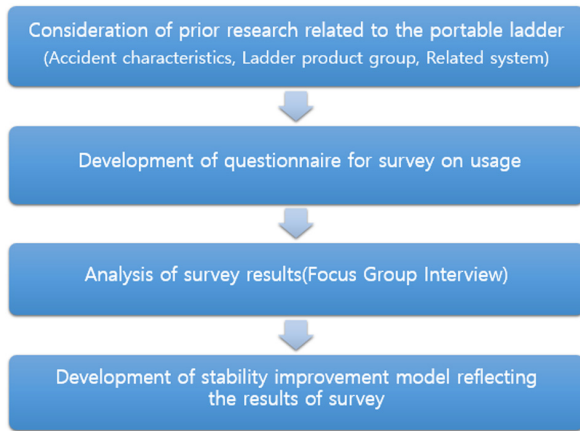 Consideration of prior research related to the portable ladder
(Accident characteristics, Ladder product group, Related system)
Development of questionnaire for survey on usage
Analysis of survey results(Focus Group Interview)
Development of stability improvement model reflecting
the results of survey